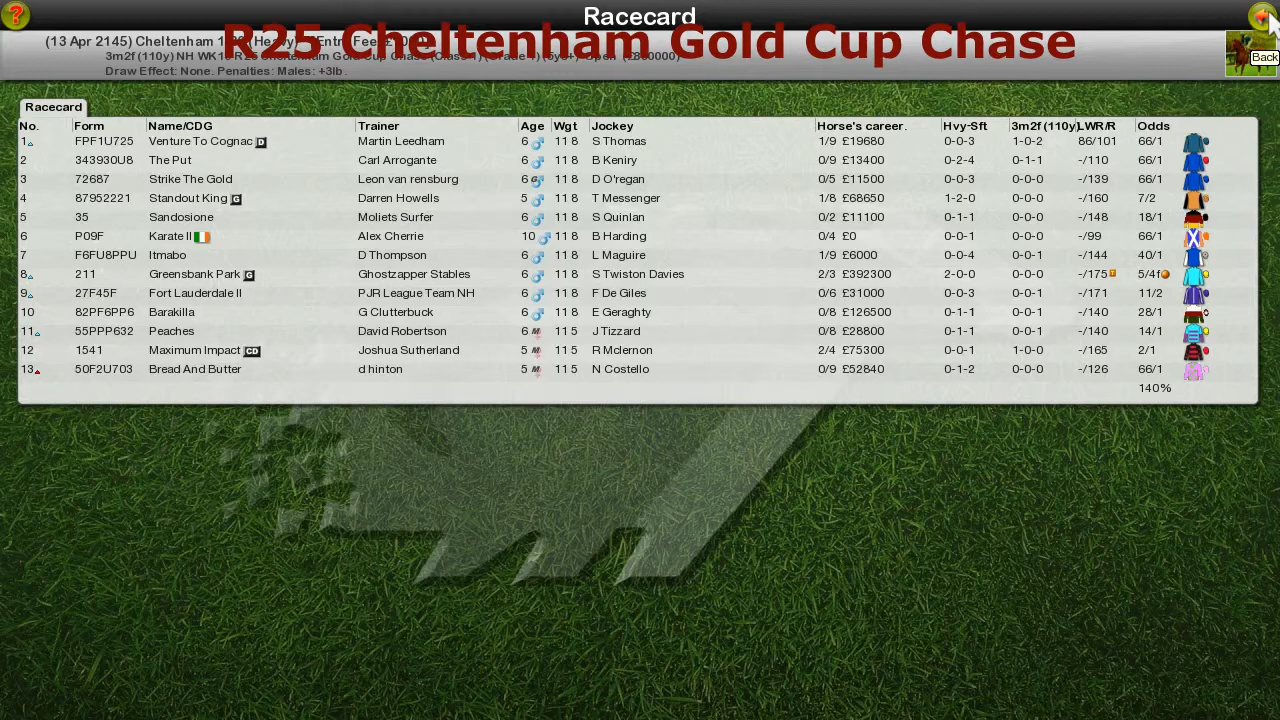 Racecard
R25 Cheltenham Gold Cup Chase
(13 Apr 2145) Cheltenham
3m2f (110y) NH
Draw Effect: None. Penalties: Males: +3lb.
Back
Racecard
No. Form Name/CDG Trainer Age Wgt Jockey Horse's career. Hvy-Sft 3m2f (110y) LWR/R Odds
1 FPF1U725 Venture To Cognac D Martin Leedham 6 11 8 S Thomas 1/9 £19680 0-0-3 1-0-2 86/101 66/1
2 343930U8 The Put Carl Arrogante 6 11 8 B Keniry 0/9 £13400 0-2-4 0-1-1 -/110 66/1
3 72687 Strike The Gold Leon van rensburg 6 11 8 D O'regan 0/5 £11500 0-0-3 0-0-0 -/139 66/1
4 87952221 Standout King G Darren Howells 5 11 8 T Messenger 1/8 £68650 1-2-0 0-0-0 -/160 7/2
5 35 Sandosione Moliets Surfer 6 11 8 S Quinlan 0/2 £11100 0-1-1 0-0-0 -/148 18/1
6 P09F Karate II Alex Cherrie 10 11 8 B Harding 0/4 £0 0-0-1 0-0-0 -/99 66/1
7 F6FU8PPU Itmabo D Thompson 6 11 8 L Maguire 1/9 £6000 0-0-4 0-0-1 -/144 40/1
8 211 Greensbank Park G Ghostzapper Stables 6 11 8 S Twiston Davies 2/3 £392300 2-0-0 0-0-0 -/175 5/4f
9 27F45F Fort Lauderdale II PJR League Team NH 6 11 8 F De Giles 0/6 £31000 0-0-3 0-0-1 -/171 11/2
10 82PF6PP6 Barakilla G Clutterbuck 6 11 8 E Geraghty 0/8 £126500 0-1-1 0-0-1 -/140 28/1
11 55PPP632 Peaches David Robertson 6 11 5 J Tizzard 0/8 £28800 0-1-1 0-0-1 -/140 14/1
12 1541 Maximum Impact CD Joshua Sutherland 5 11 5 R Mclernon 2/4 £75300 0-0-1 1-0-0 -/165 2/1
13 50F2U703 Bread And Butter d hinton 5 11 5 N Costello 0/9 £52840 0-1-2 0-0-0 -/126 66/1
140%